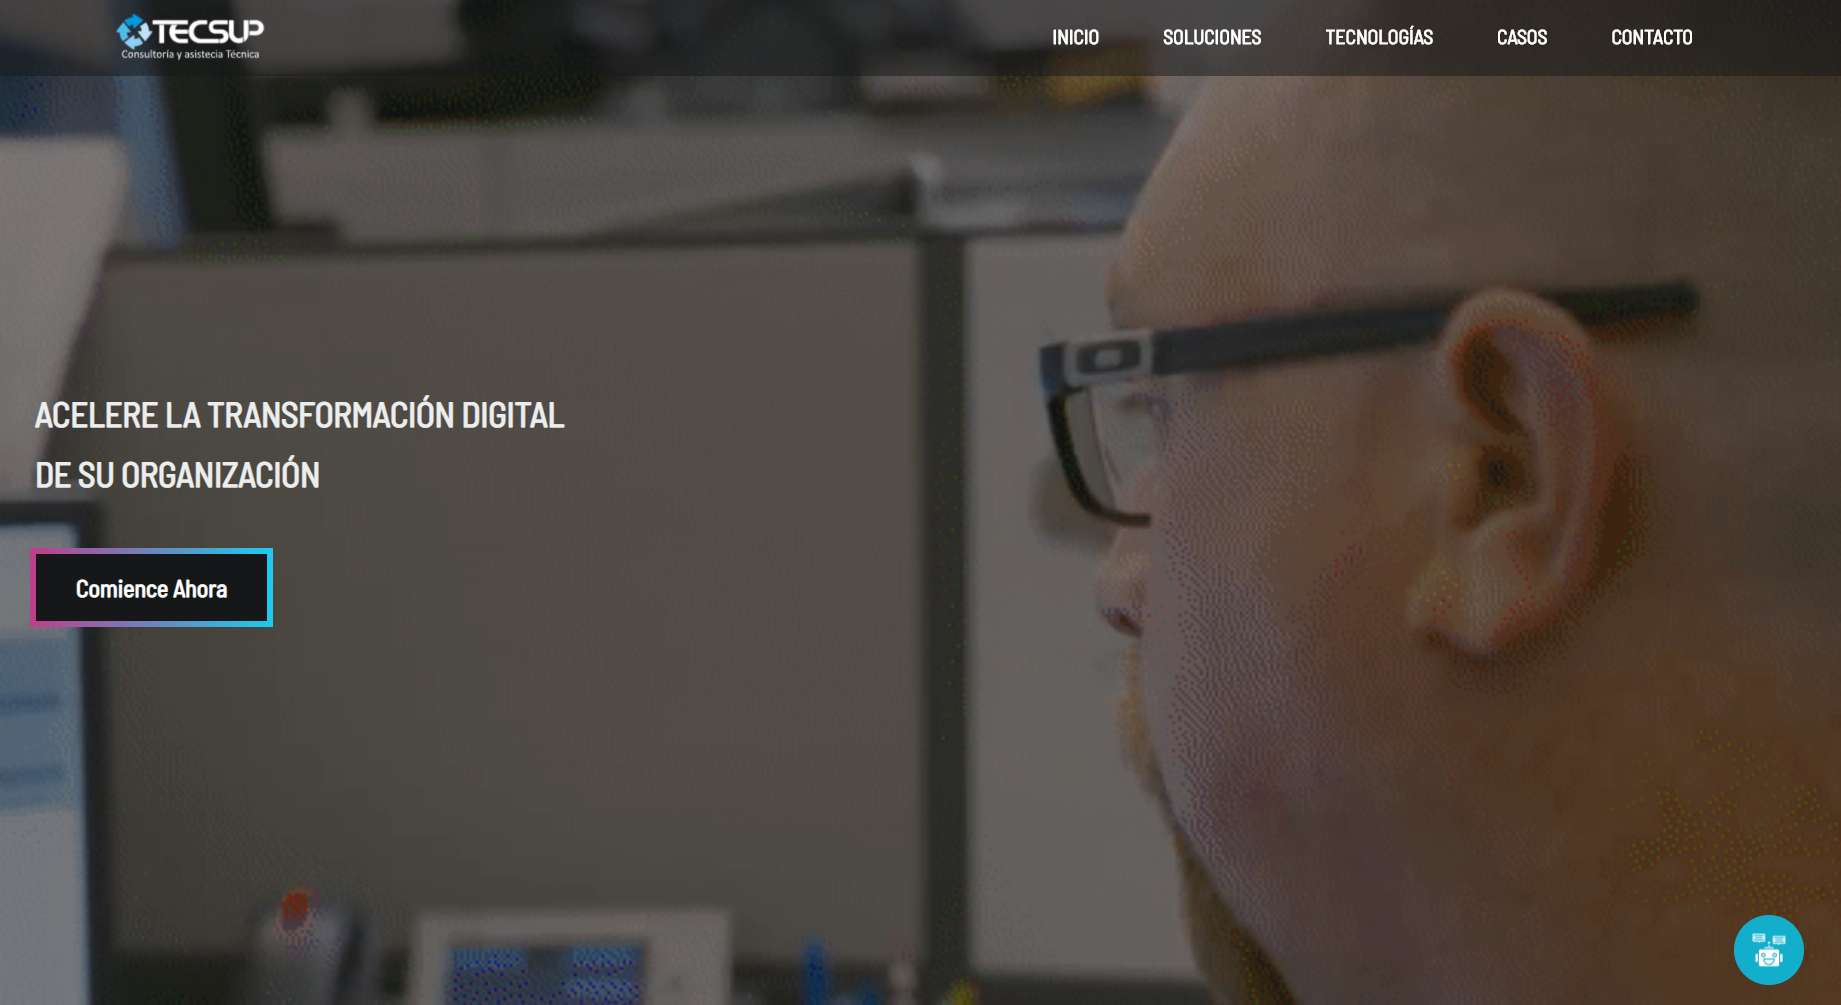 TECSUP
Consultoría y asistecia Técnica
INICIO SOLUCIONES TECNOLOGÍAS CASOS CONTACTO
ACELERE LA TRANSFORMACIÓN DIGITAL
DE SU ORGANIZACIÓN
Comience Ahora